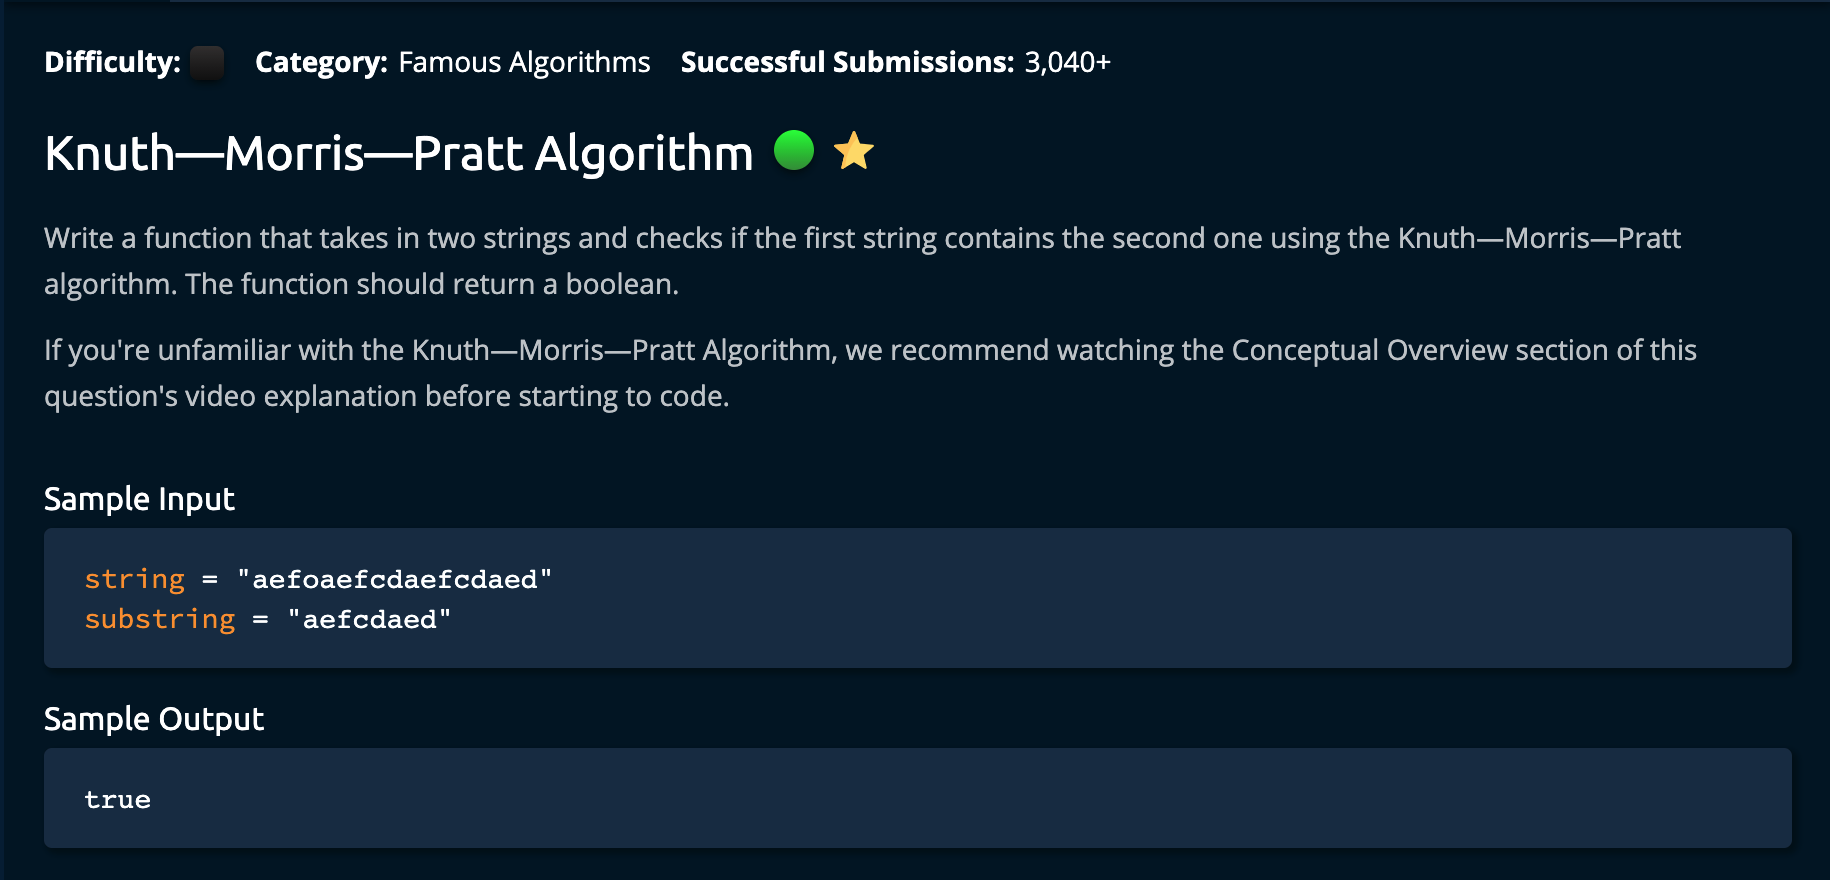 Difficulty: Category: Famous Algorithms Successful Submissions: 3,040+
Knuth—Morris—Pratt Algorithm
Write a function that takes in two strings and checks if the first string contains the second one using the Knuth—Morris—Pratt
algorithm. The function should return a boolean.
If you're unfamiliar with the Knuth—Morris—Pratt Algorithm, we recommend watching the Conceptual Overview section of this
question's video explanation before starting to code.
Sample Input
string = "aefoaefcdaefcdaed"
substring = "aefcdaed"
Sample Output
true